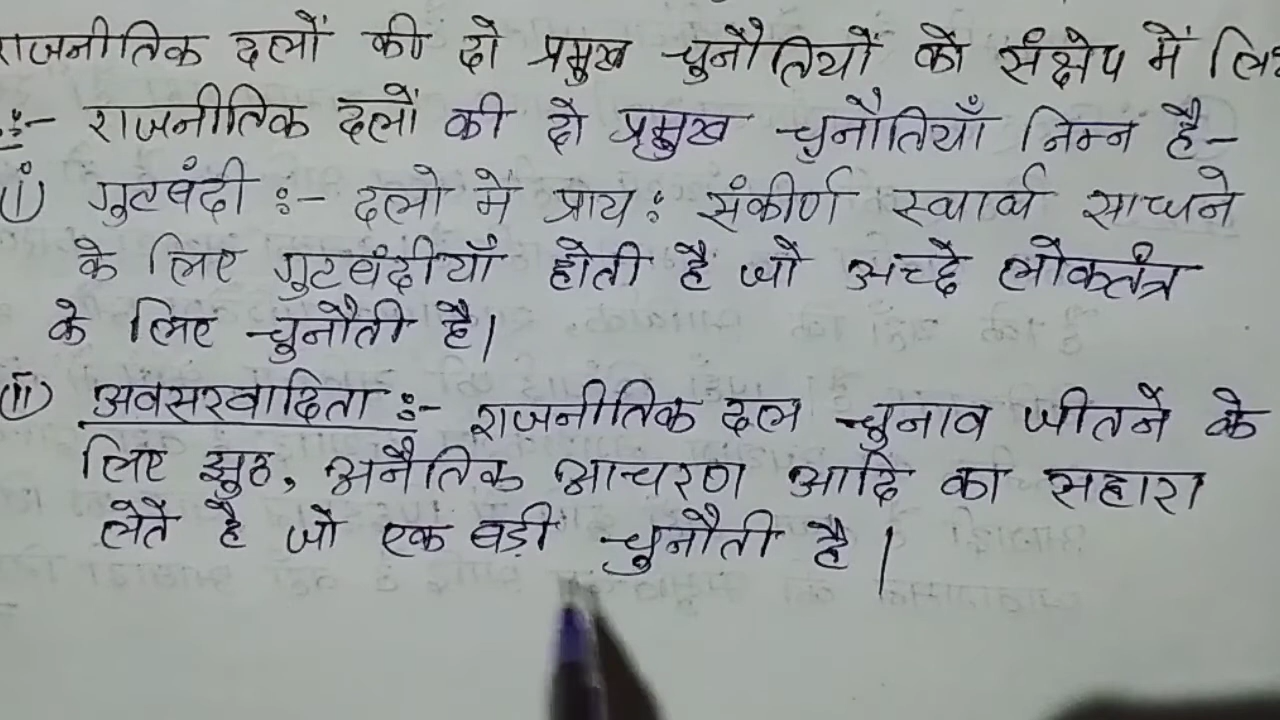 राजनीतिक दलों की दो प्रमुख चुनौतियों को संक्षेप में
:- राजनीतिक दलों की दो प्रमुख चुनौतियाँ निम्न है-
(i) गुटबंदी :- दलो में प्राय: संकीर्ण स्वार्थ साधने
के लिए गुटबंदीयाँ होती हैं जो अच्छे लोकतंत्र
के लिए चुनौती है।
(ii) अवसरवादिता :- राजनीतिक दल चुनाव जीतने के
लिए झुठ, अनैतिक आचरण आदि का सहारा
लेते है जो एक बड़ी चुनौती है।